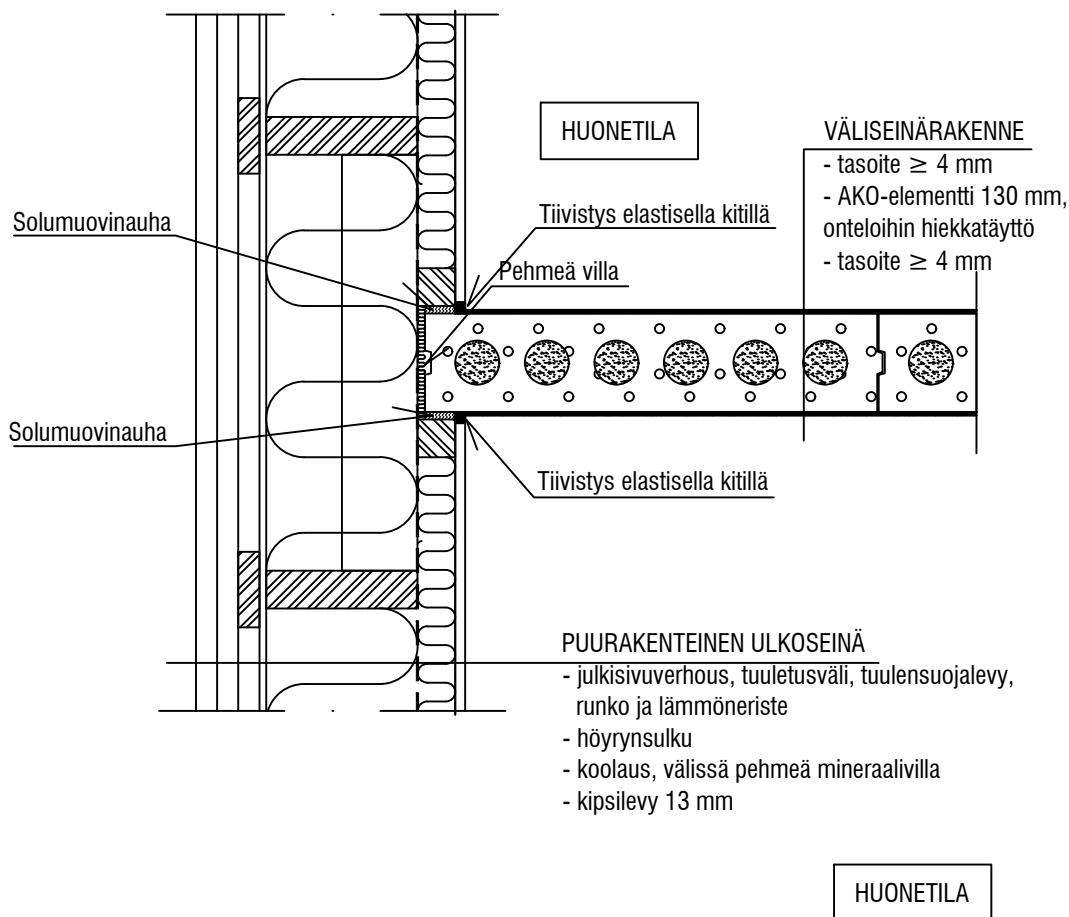 HUONETILA
VÄLISEINÄRAKENNE
- tasoite ≥ 4 mm
- AKO-elementti 130 mm,
onteloihin hiekkatäyttö
- tasoite ≥ 4 mm
Solumuovinauha
Tiivistys elastisella kitillä
Pehmeä villa
Solumuovinauha
Tiivistys elastisella kitillä
PUURAKENTEINEN ULKOSEINÄ
- julkisivuverhous, tuuletusväli, tuulensuojalevy,
runko ja lämmöneriste
- höyrynsulku
- koolaus, välissä pehmeä mineraalivilla
- kipsilevy 13 mm
HUONETILA